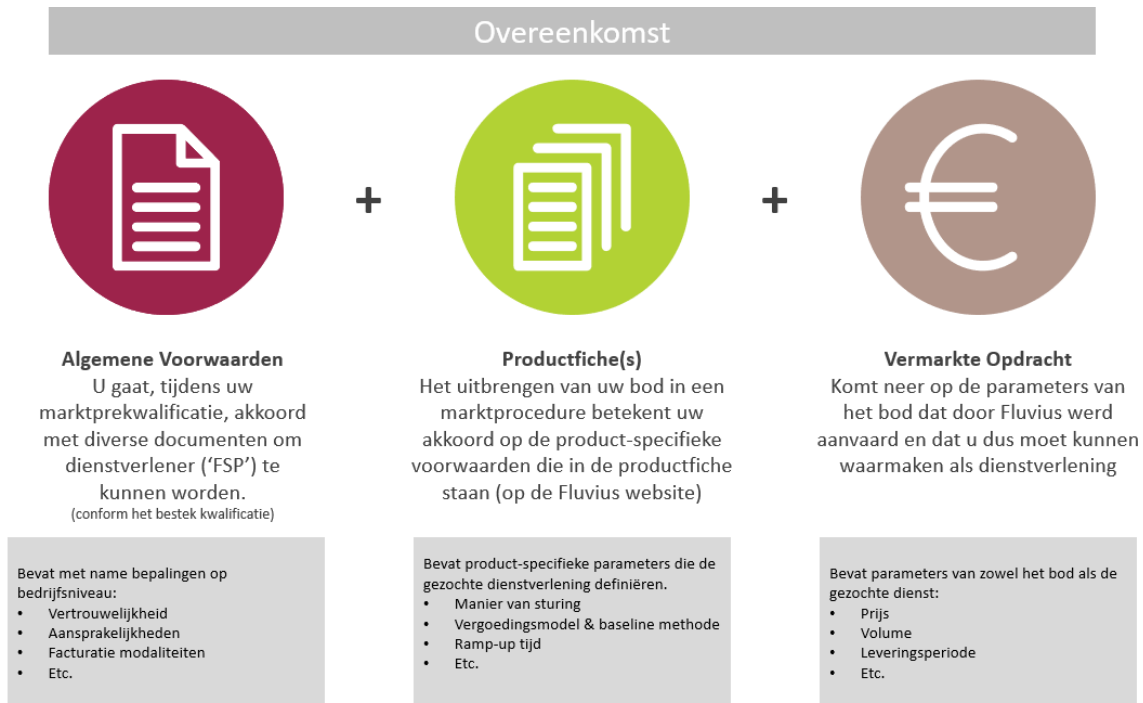 Overeenkomst
+
+
Algemene Voorwaarden
U gaat, tijdens uw
marktprekwalificatie, akkoord
met diverse documenten om
dienstverlener (‘FSP’) te
kunnen worden.
(conform het bestek kwalificatie)
Productfiche(s)
Het uitbrengen van uw bod in een
marktprocedure betekent uw
akkoord op de product-specifieke
voorwaarden die in de productfiche
staan (op de Fluvius website)
Vermarkte Opdracht
Komt neer op de parameters van
het bod dat door Fluvius werd
aanvaard en dat u dus moet kunnen
waarmaken als dienstverlening
Bevat met name bepalingen op
bedrijfsniveau:
• Vertrouwelijkheid
• Aansprakelijkheden
• Facturatie modaliteiten
• Etc.
Bevat product-specifieke parameters die de
gezochte dienstverlening definiëren.
• Manier van sturing
• Vergoedingsmodel & baseline methode
• Ramp-up tijd
• Etc.
Bevat parameters van zowel het bod als de
gezochte dienst:
• Prijs
• Volume
• Leveringsperiode
• Etc.